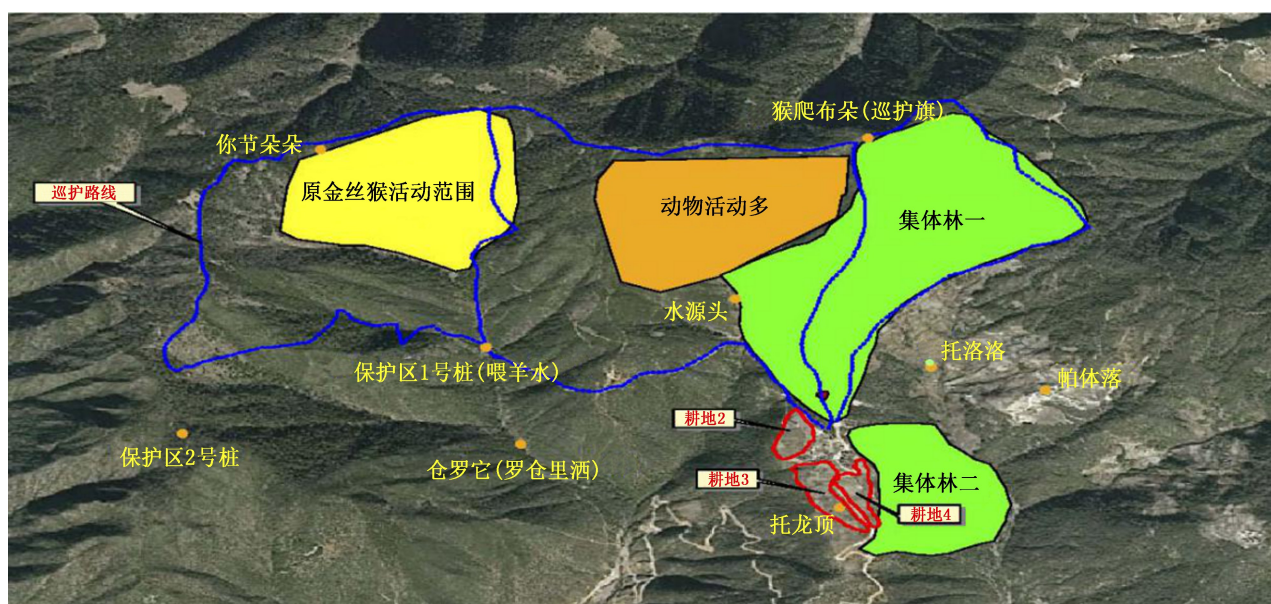 猴爬布朵(巡护旗)
你节朵朵
巡护路线
原金丝猴活动范围
动物活动多
集体林一
水源头
保护区1号桩(喂羊水)
托洛洛
帕体落
耕地2
保护区2号桩
仓罗它(罗仓里洒)
耕地3
集体林二
托龙顶
耕地4